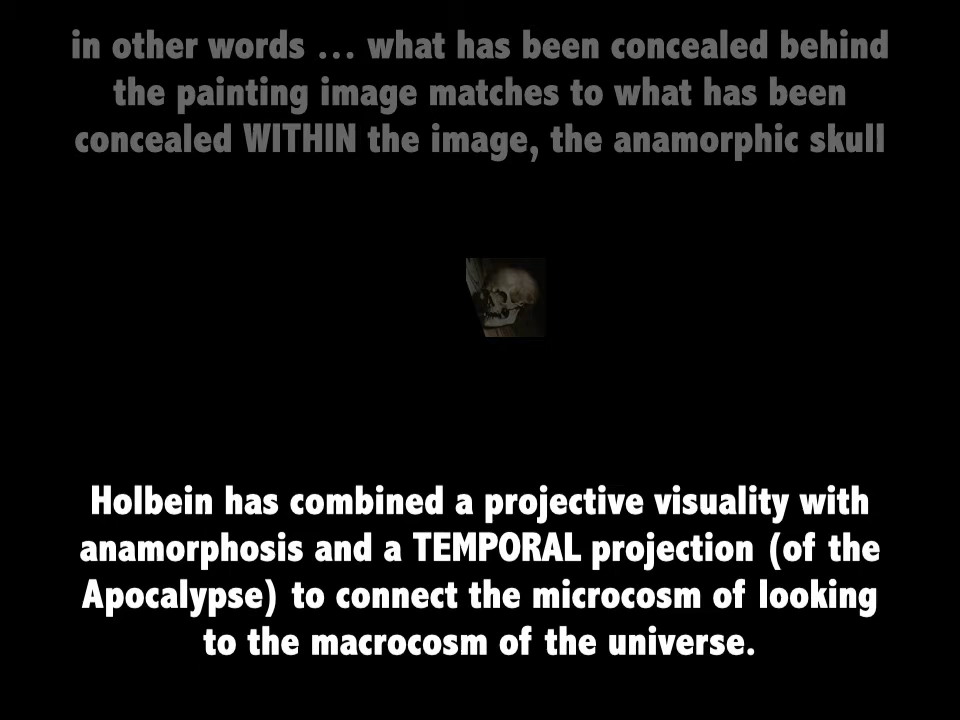 in other words … what has been concealed behind
the painting image matches to what has been
concealed WITHIN the image, the anamorphic skull
Holbein has combined a projective visuality with
anamorphosis and a TEMPORAL projection (of the
Apocalypse) to connect the microcosm of looking
to the macrocosm of the universe.